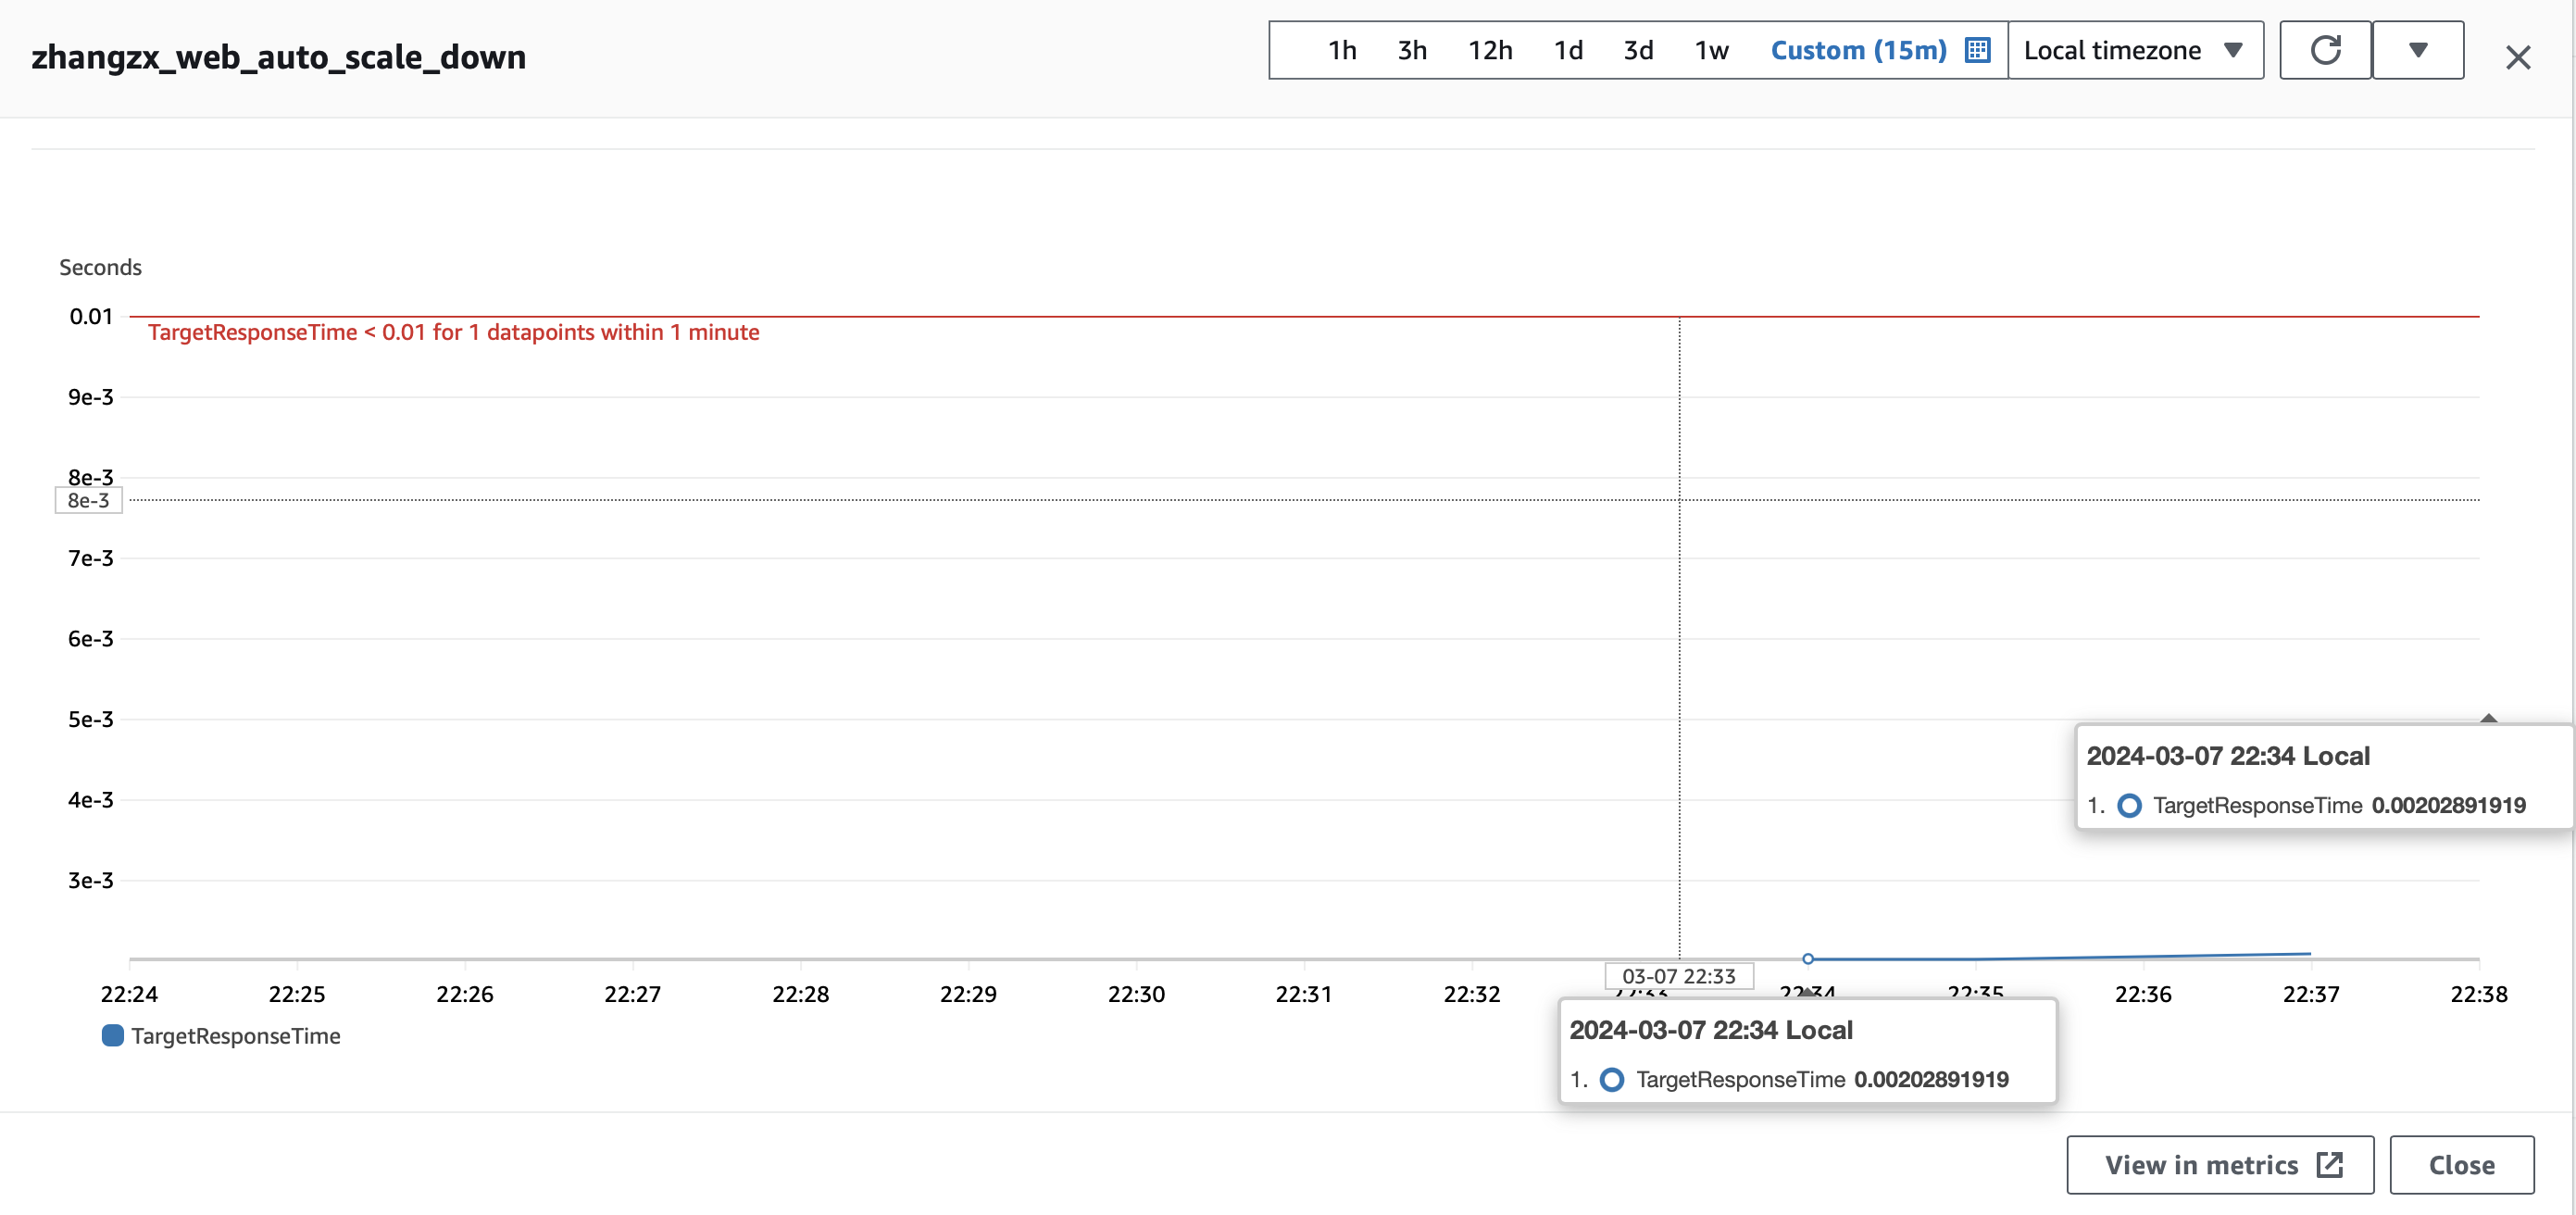 zhangzx_web_auto_scale_down
1h 3h 12h 1d 3d 1w Custom (15m) Local timezone
Seconds
0.01
TargetResponseTime < 0.01 for 1 datapoints within 1 minute
9e-3
8e-3
8e-3
7e-3
6e-3
5e-3
4e-3
3e-3
2024-03-07 22:34 Local
1. TargetResponseTime 0.00202891919
03-07 22:33
22:24 22:25 22:26 22:27 22:28 22:29 22:30 22:31 22:32 22:33 22:34 22:35 22:36 22:37 22:38
TargetResponseTime
2024-03-07 22:34 Local
1. TargetResponseTime 0.00202891919
View in metrics Close